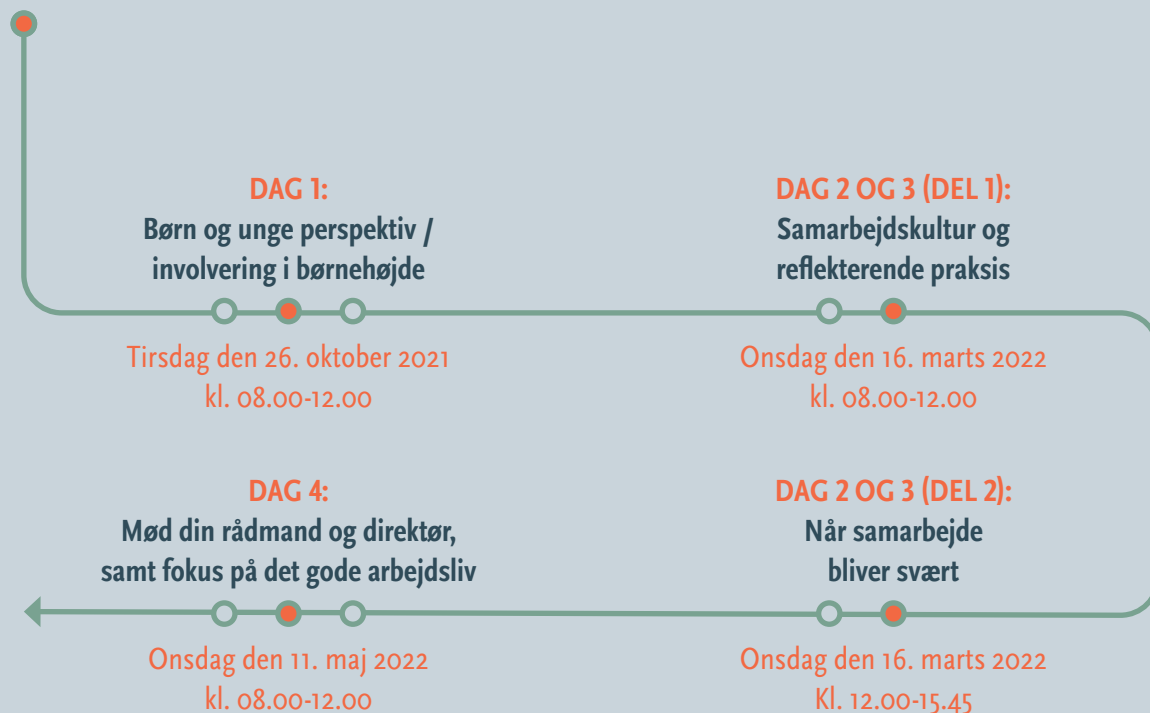 DAG 1:
Børn og unge perspektiv /
involvering i børnehøjde
Tirsdag den 26. oktober 2021
kl. 08.00-12.00
DAG 2 OG 3 (DEL 1):
Samarbejdskultur og
reflekterende praksis
Onsdag den 16. marts 2022
kl. 08.00-12.00
DAG 2 OG 3 (DEL 2):
Når samarbejde
bliver svært
Onsdag den 16. marts 2022
Kl. 12.00-15.45
DAG 4:
Mød din rådmand og direktør,
samt fokus på det gode arbejdsliv
Onsdag den 11. maj 2022
kl. 08.00-12.00